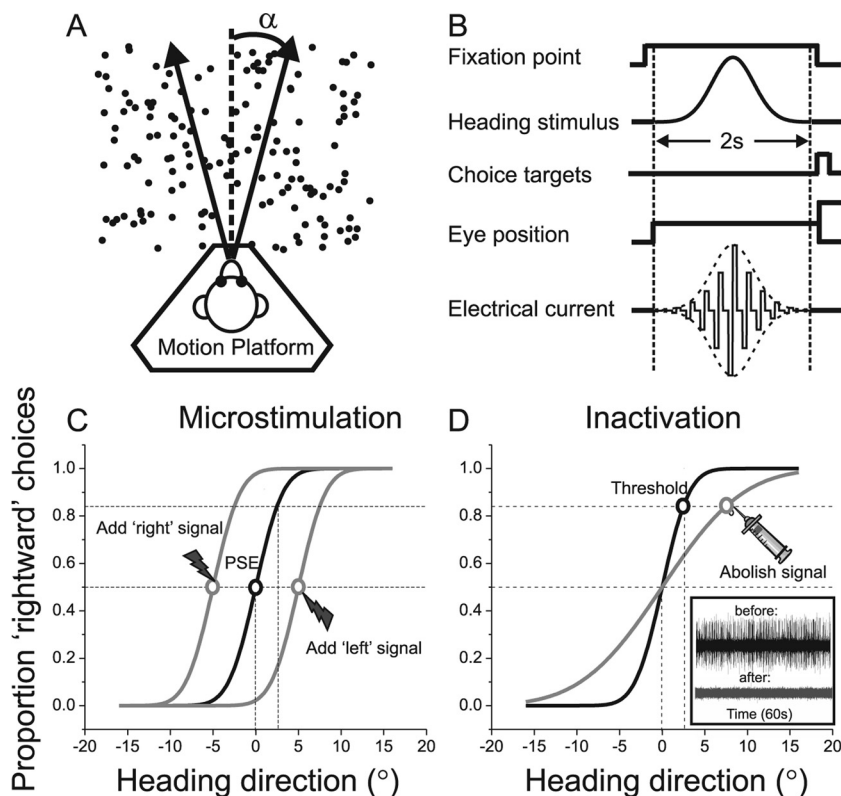 A
α
Motion Platform
B
Fixation point
Heading stimulus
2s
Choice targets
Eye position
Electrical current
C Microstimulation
Proportion 'rightward' choices
1.0
0.8
0.6
0.4
0.2
0.0
Add 'right' signal
PSE
Add 'left' signal
-20 -15 -10 -5 0 5 10 15 20
Heading direction (°)
D Inactivation
1.0
0.8
0.6
0.4
0.2
0.0
Threshold
Abolish signal
before:
after:
Time (60s)
-20 -15 -10 -5 0 5 10 15 20
Heading direction (°)